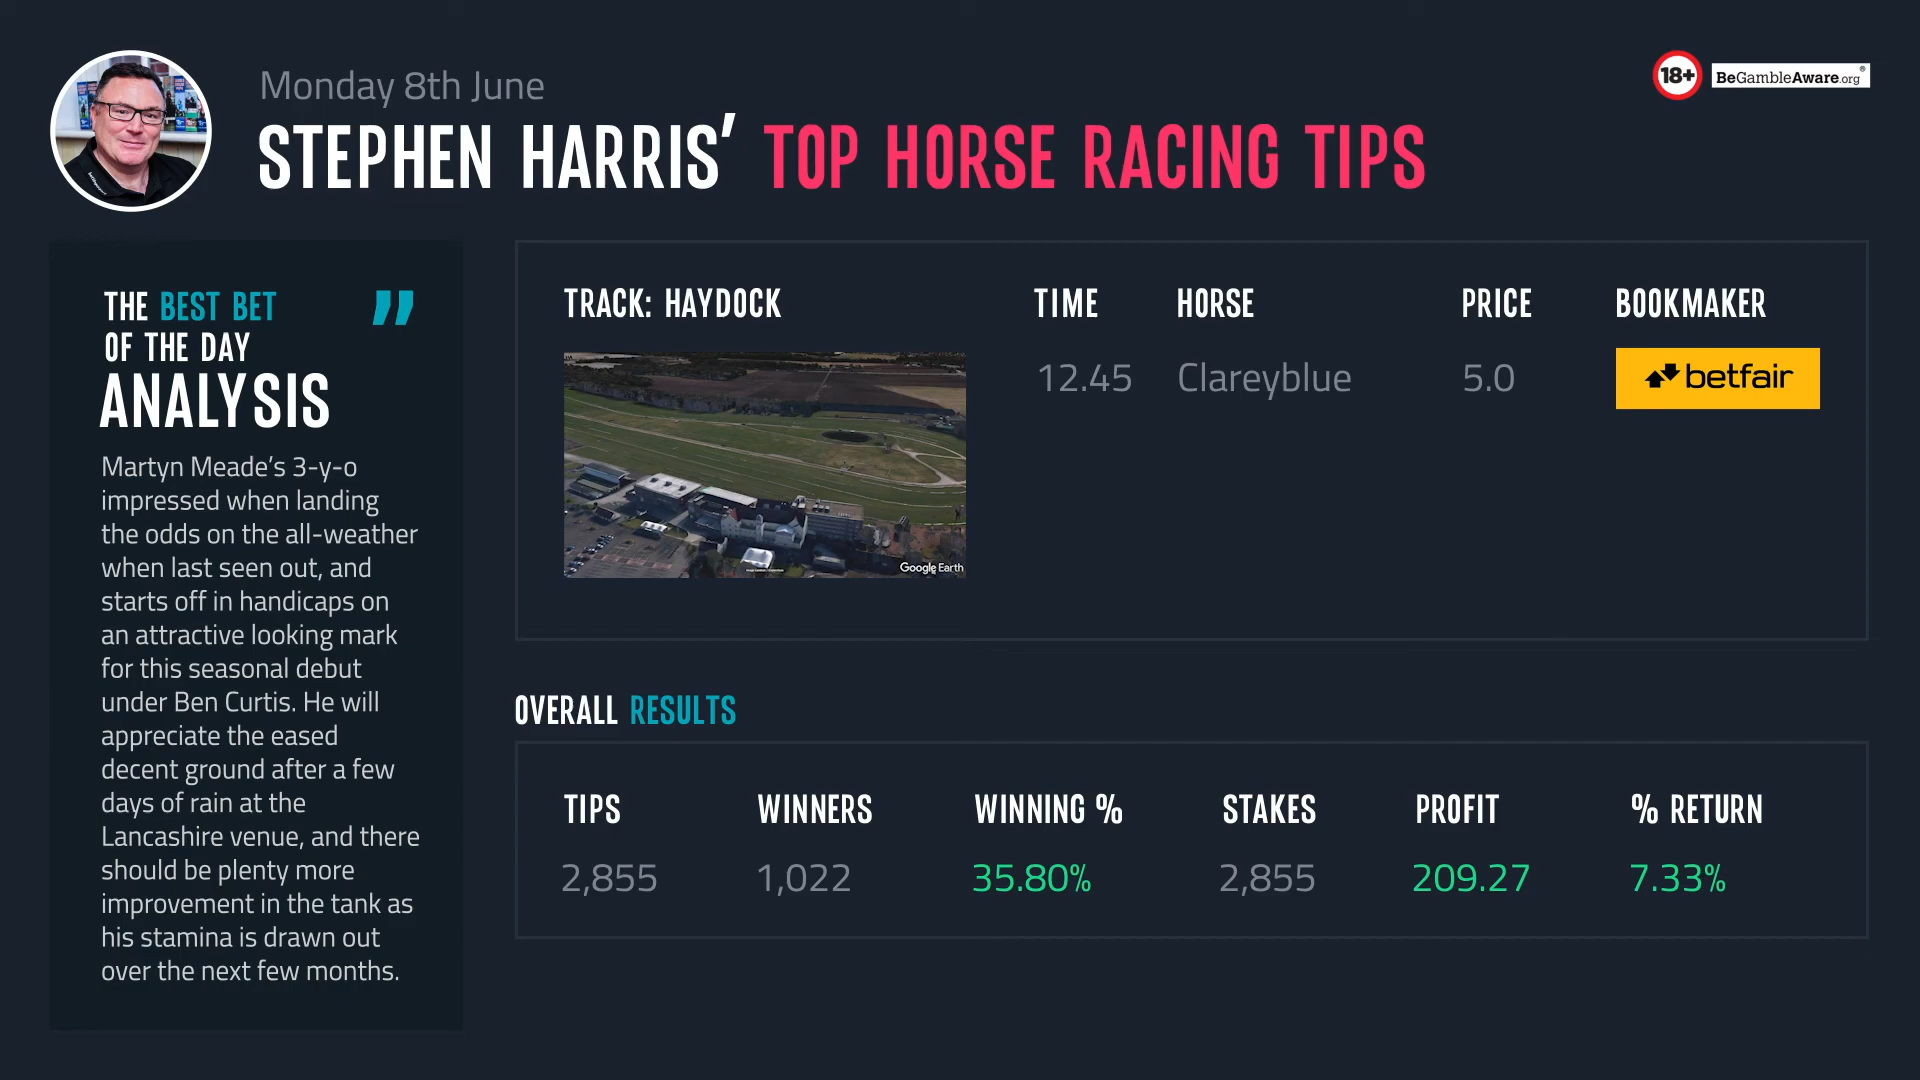 Monday 8th June
STEPHEN HARRIS’ TOP HORSE RACING TIPS
18+
BeGambleAware.org®
THE BEST BET
OF THE DAY
ANALYSIS
Martyn Meade’s 3-y-o
impressed when landing
the odds on the all-weather
when last seen out, and
starts off in handicaps on
an attractive looking mark
for this seasonal debut
under Ben Curtis. He will
appreciate the eased
decent ground after a few
days of rain at the
Lancashire venue, and there
should be plenty more
improvement in the tank as
his stamina is drawn out
over the next few months.
TRACK: HAYDOCK
Google Earth
TIME HORSE PRICE BOOKMAKER
12.45 Clareyblue 5.0 betfair
OVERALL RESULTS
TIPS WINNERS WINNING % STAKES PROFIT % RETURN
2,855 1,022 35.80% 2,855 209.27 7.33%